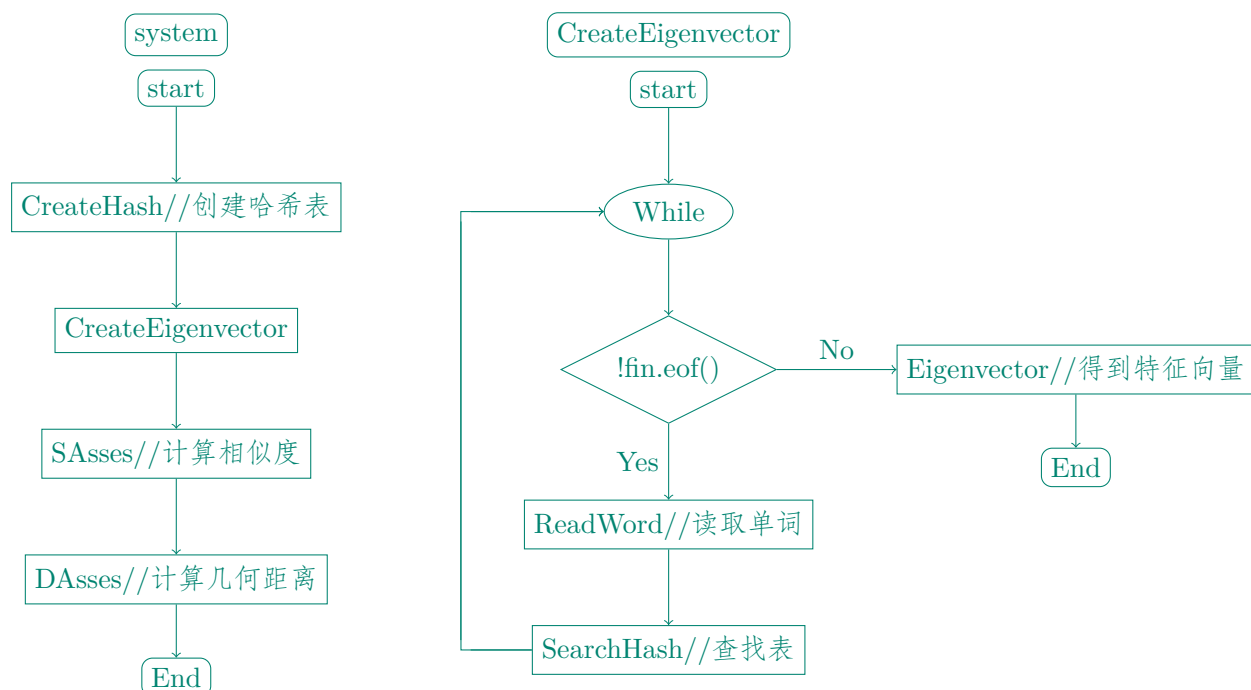 system
start
CreateHash//创建哈希表
CreateEigenvector
SAsses//计算相似度
DAsses//计算几何距离
End
CreateEigenvector
start
While
!fin.eof()
No
Eigenvector//得到特征向量
End
Yes
ReadWord//读取单词
SearchHash//查找表